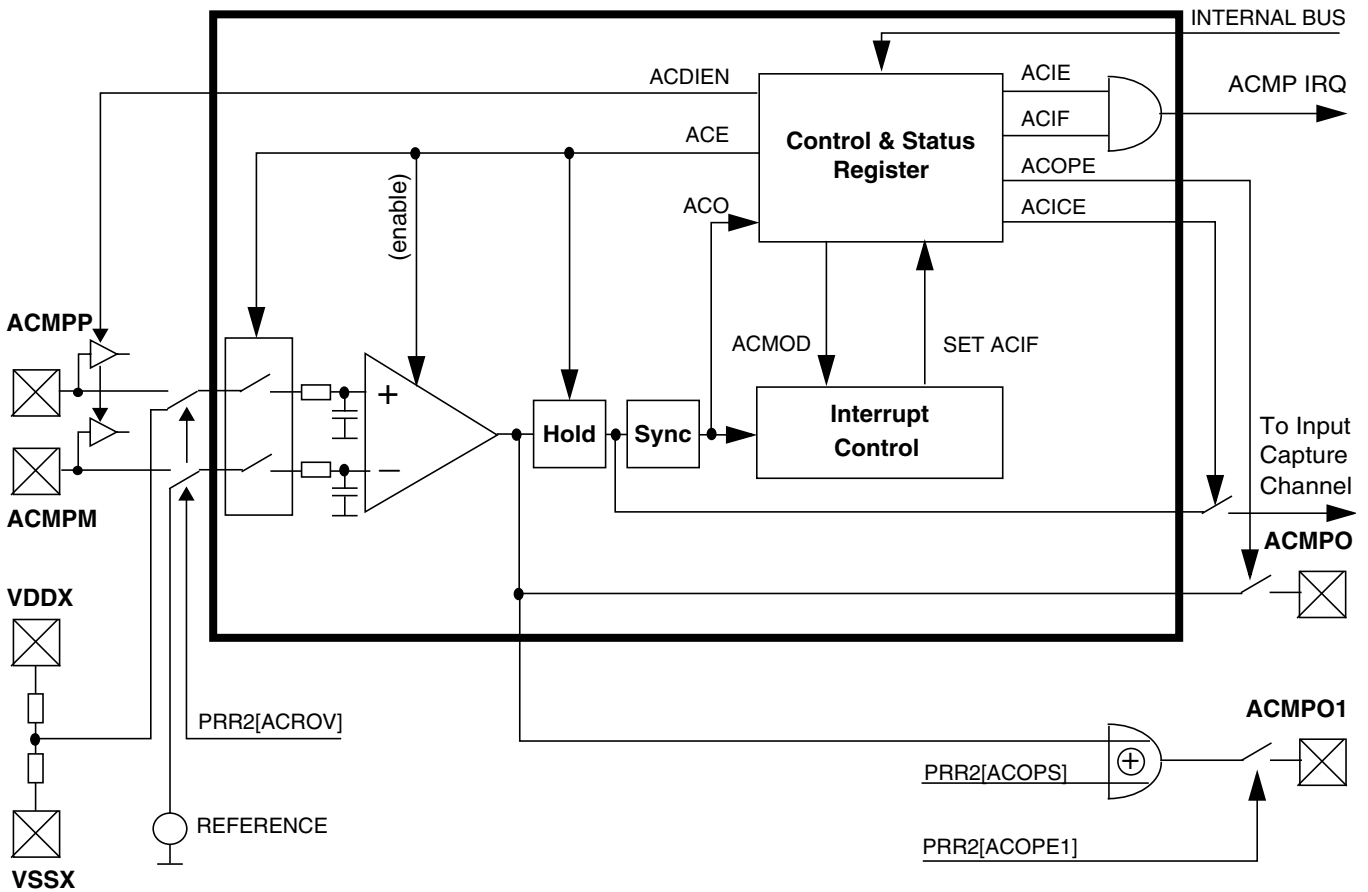 INTERNAL BUS
ACDIEN
ACIE
ACMP IRQ
ACE
Control & Status
Register
ACIF
ACOPE
(enable)
ACO
ACICE
ACMPP
ACMOD
SET ACIF
+
Hold
Sync
Interrupt
Control
To Input
Capture
Channel
−
ACMPM
ACMPO
VDDX
PRR2[ACROV]
ACMPO1
+
PRR2[ACOPS]
REFERENCE
PRR2[ACOPE1]
VSSX